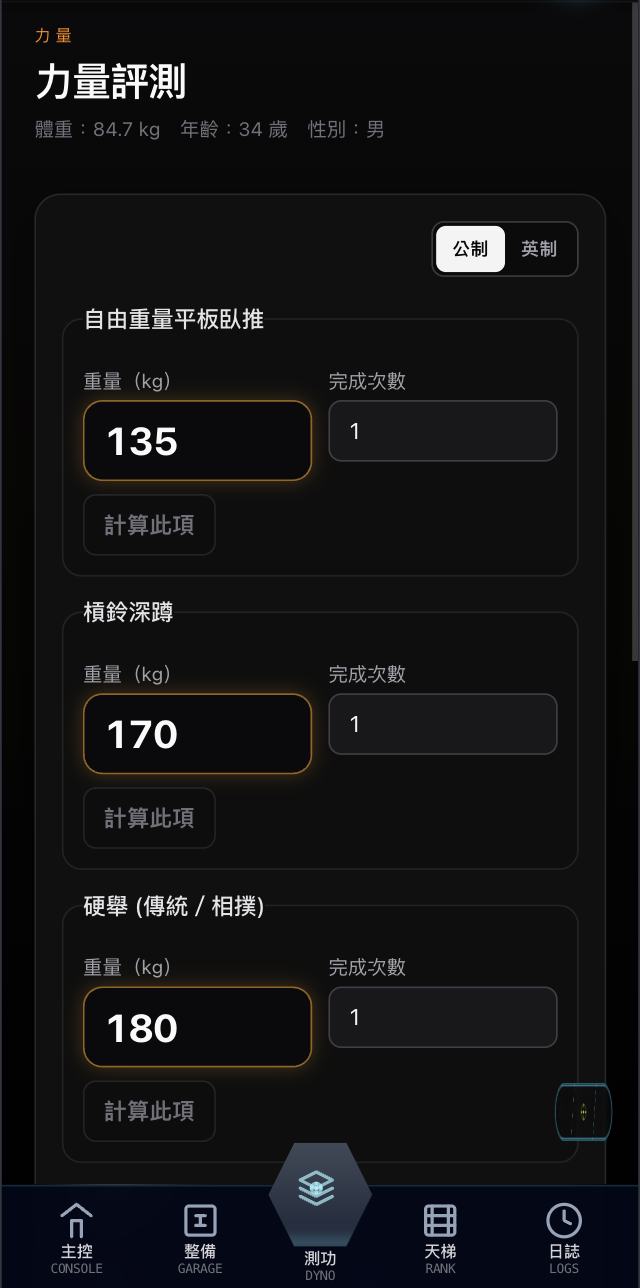 力量
力量評測
體重：84.7 kg 年齡：34 歲 性別：男
公制 英制
自由重量平板臥推
重量（kg） 完成次數
135 1
計算此項
槓鈴深蹲
重量（kg） 完成次數
170 1
計算此項
硬舉 (傳統 / 相撲)
重量（kg） 完成次數
180 1
計算此項
主控 整備 測功 天梯 日誌
CONSOLE GARAGE DYNO RANK LOGS